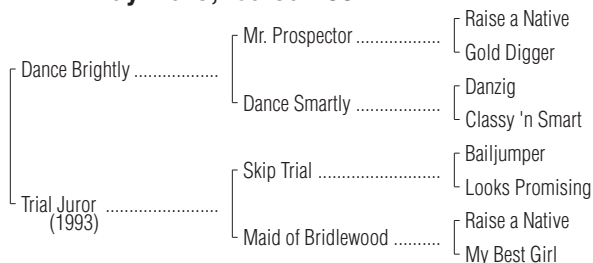 Raise a Native
Mr. Prospector ..................
Gold Digger
Dance Brightly ..................
Danzig
Dance Smartly ..................
Classy 'n Smart
Bailjumper
Skip Trial ..........................
Looks Promising
Trial Juror ........................
(1993)
Raise a Native
Maid of Bridlewood ..........
My Best Girl